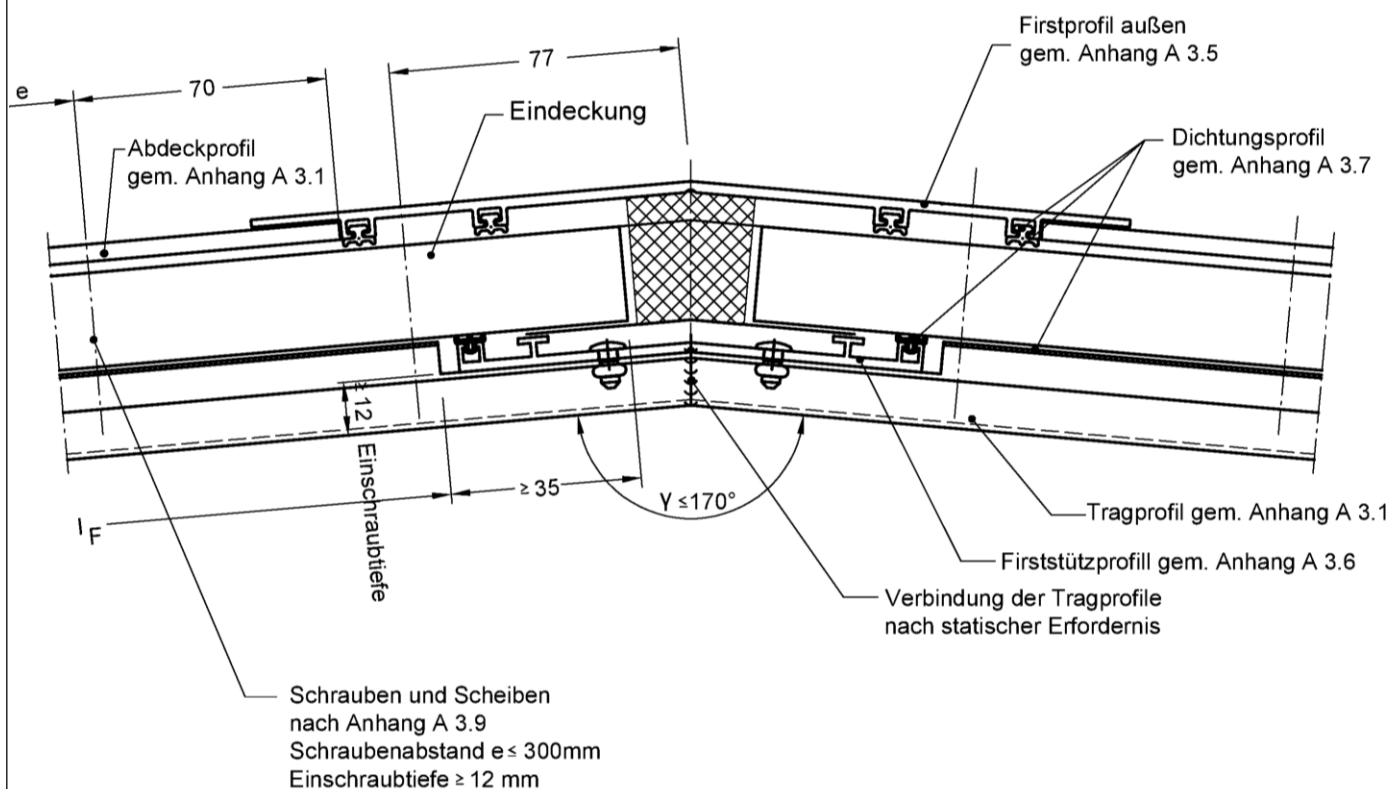 Firstprofil außen
gem. Anhang A 3.5
77
70
e
Eindeckung
Abdeckprofil
gem. Anhang A 3.1
Dichtungsprofil
gem. Anhang A 3.7
≥ 12 Einschraubtiefe
≥ 35
γ ≤170°
l F
Tragprofil gem. Anhang A 3.1
Firststützprofill gem. Anhang A 3.6
Verbindung der Tragprofile
nach statischer Erfordernis
Schrauben und Scheiben
nach Anhang A 3.9
Schraubenabstand e ≤ 300mm
Einschraubtiefe ≥ 12 mm